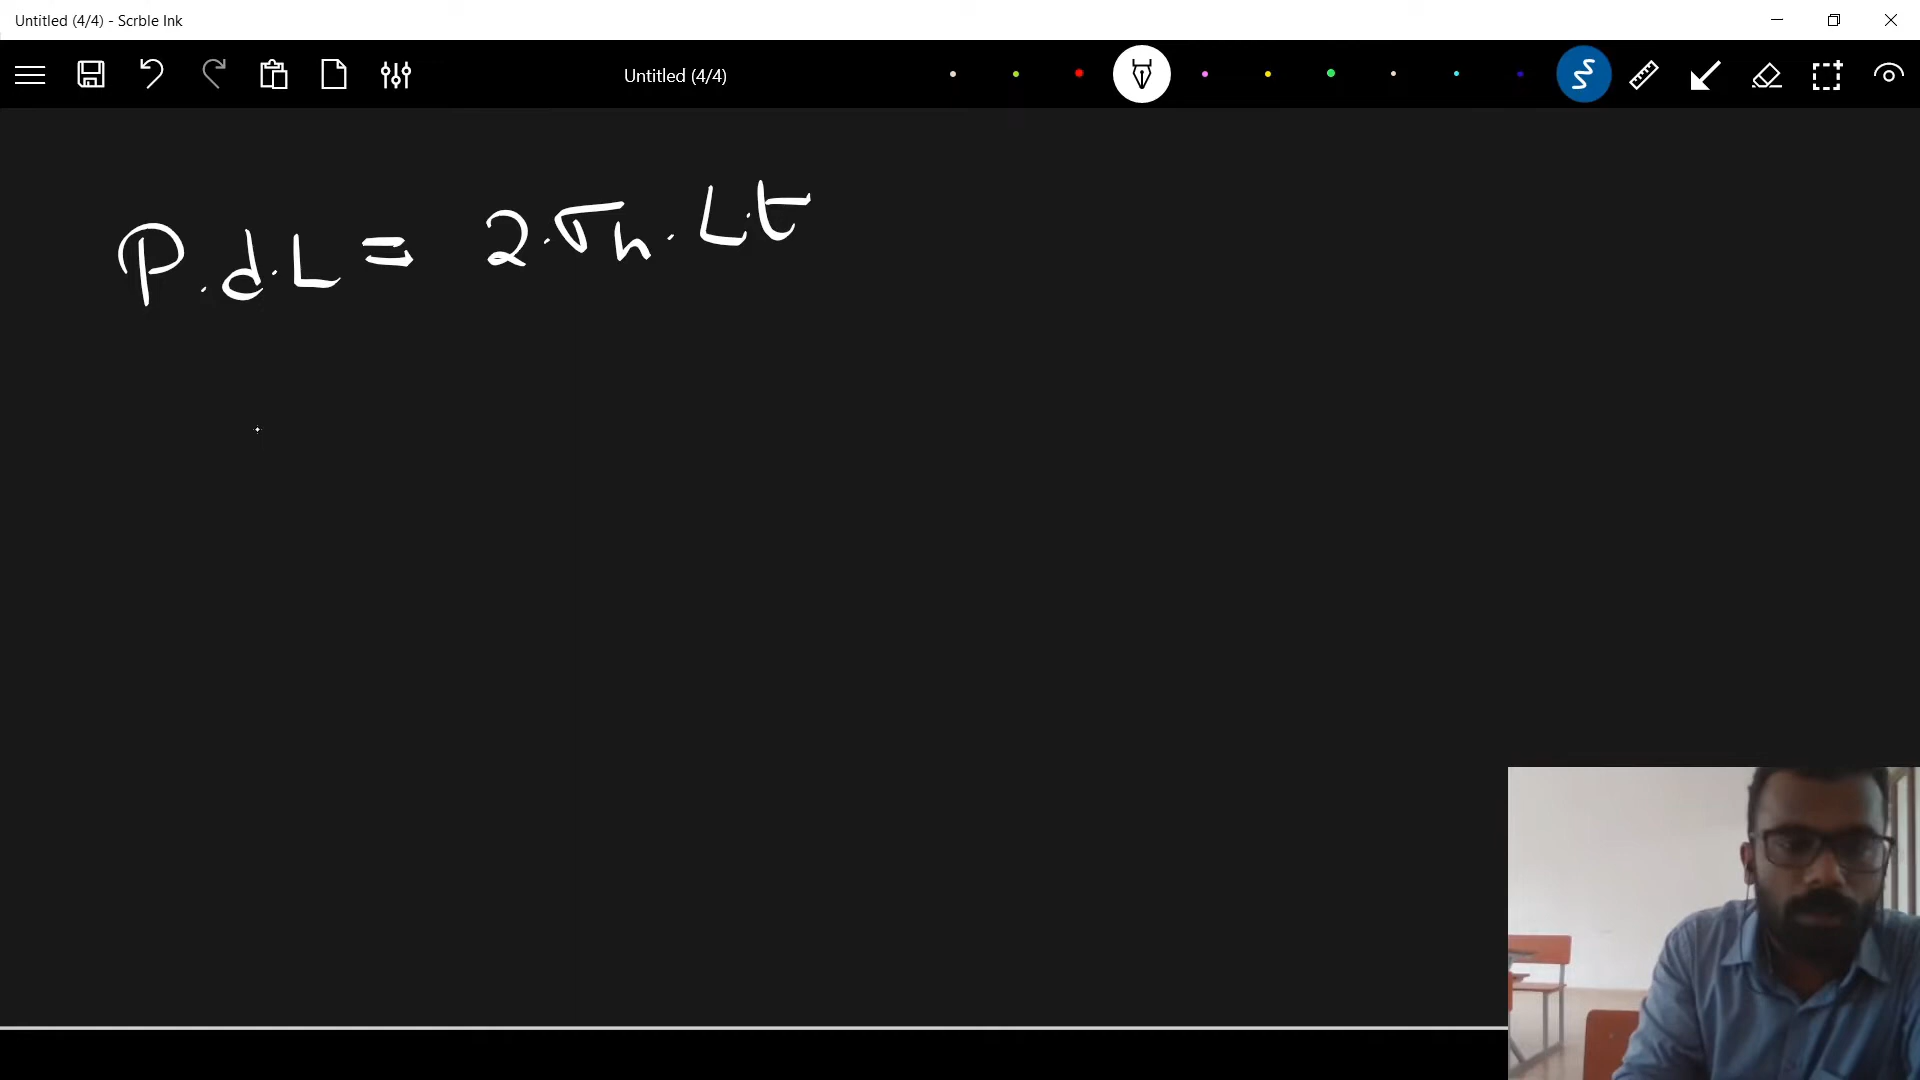 Untitled (4/4) - Scrble Ink
Untitled (4/4)
P.d.L = 2.σh.L.t